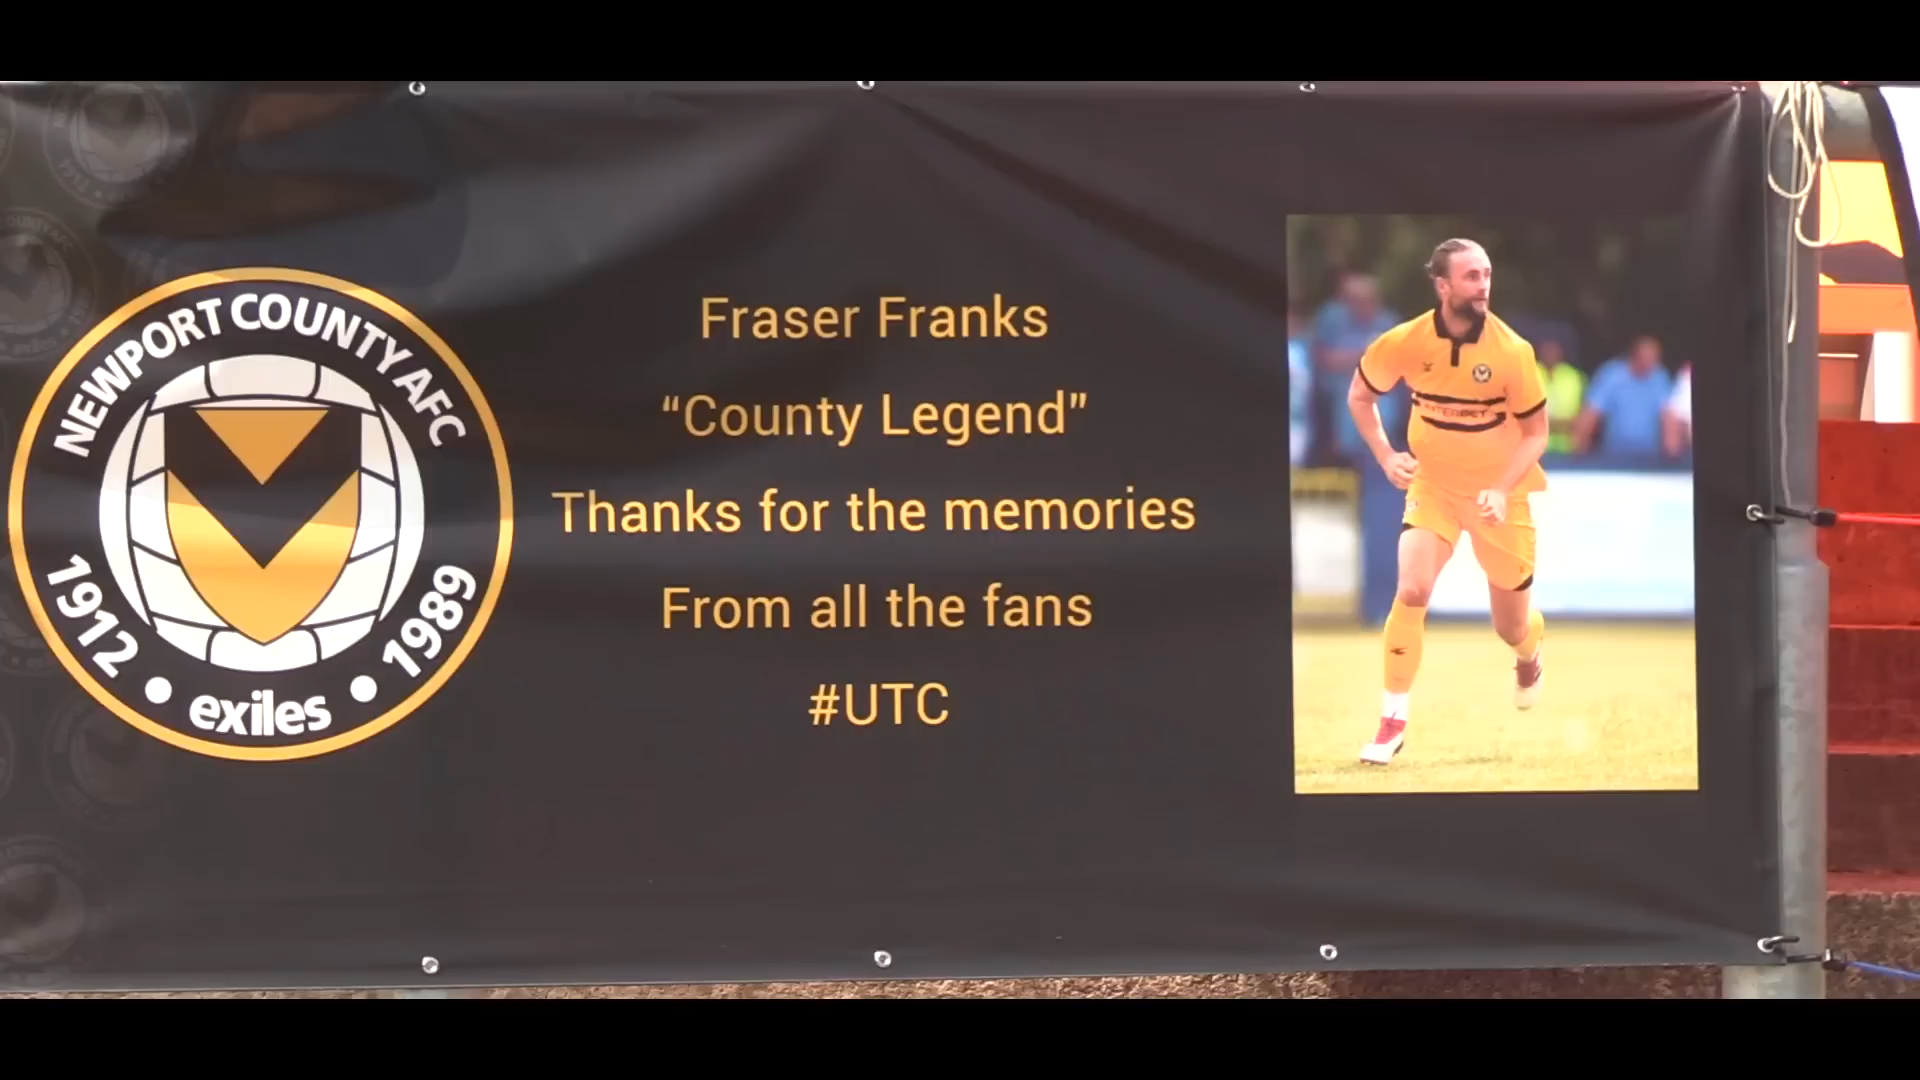 NEWPORT COUNTY AFC
1912 • exiles • 1989
Fraser Franks
“County Legend”
Thanks for the memories
From all the fans
#UTC
INTERBET